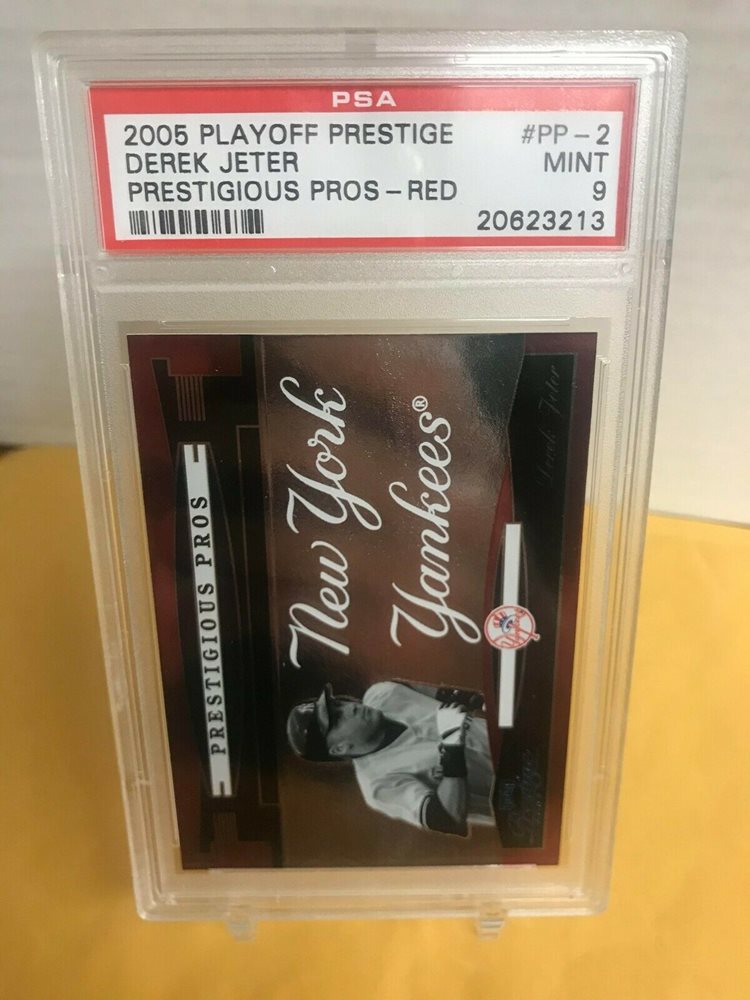 PSA
2005 PLAYOFF PRESTIGE #PP-2
DEREK JETER MINT
PRESTIGIOUS PROS-RED 9
20623213
PRESTIGIOUS PROS
New York
Yankees®
Derek Jeter